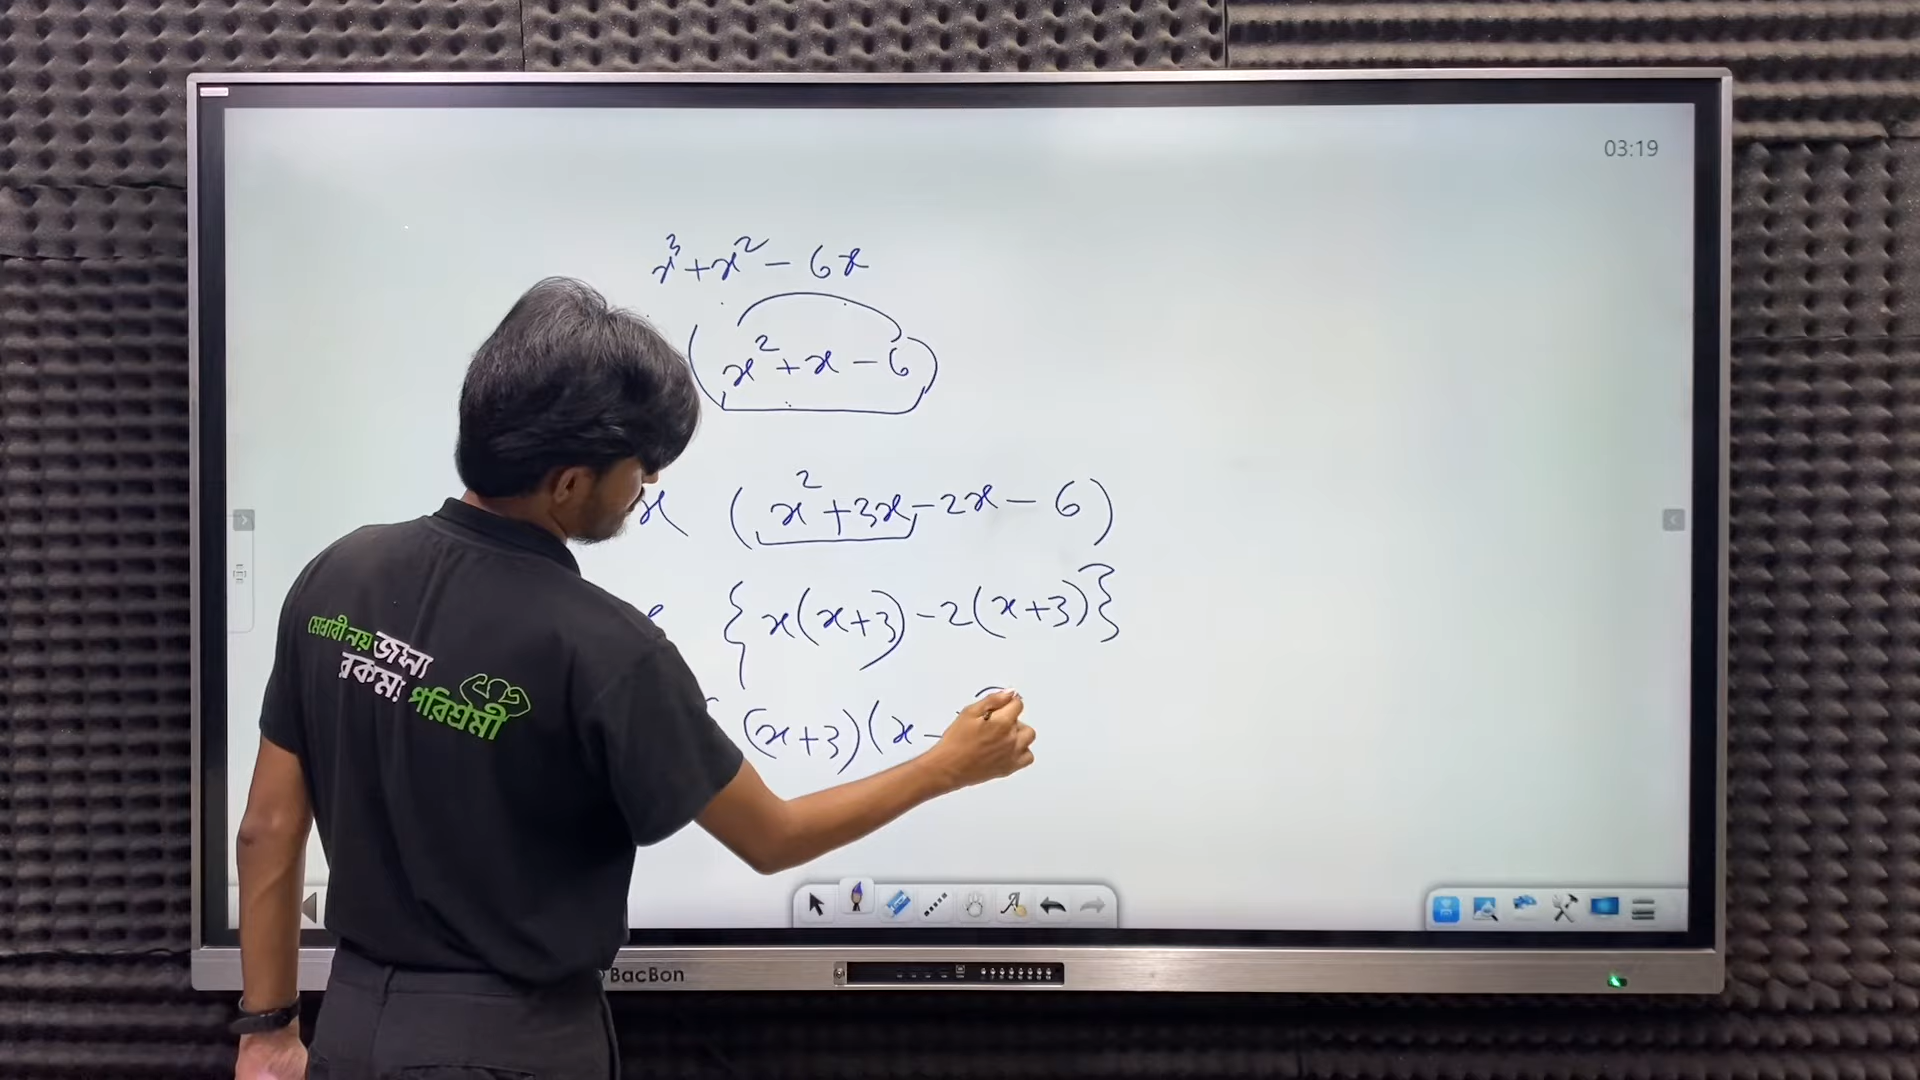 03:19
x³+x²-6x
(x²+x-6)
x (x²+3x-2x-6)
{x(x+3)-2(x+3)}
(x+3)(x-
মেধাবী নয় জঘন্য
রকম পরিশ্রমী
BacBon